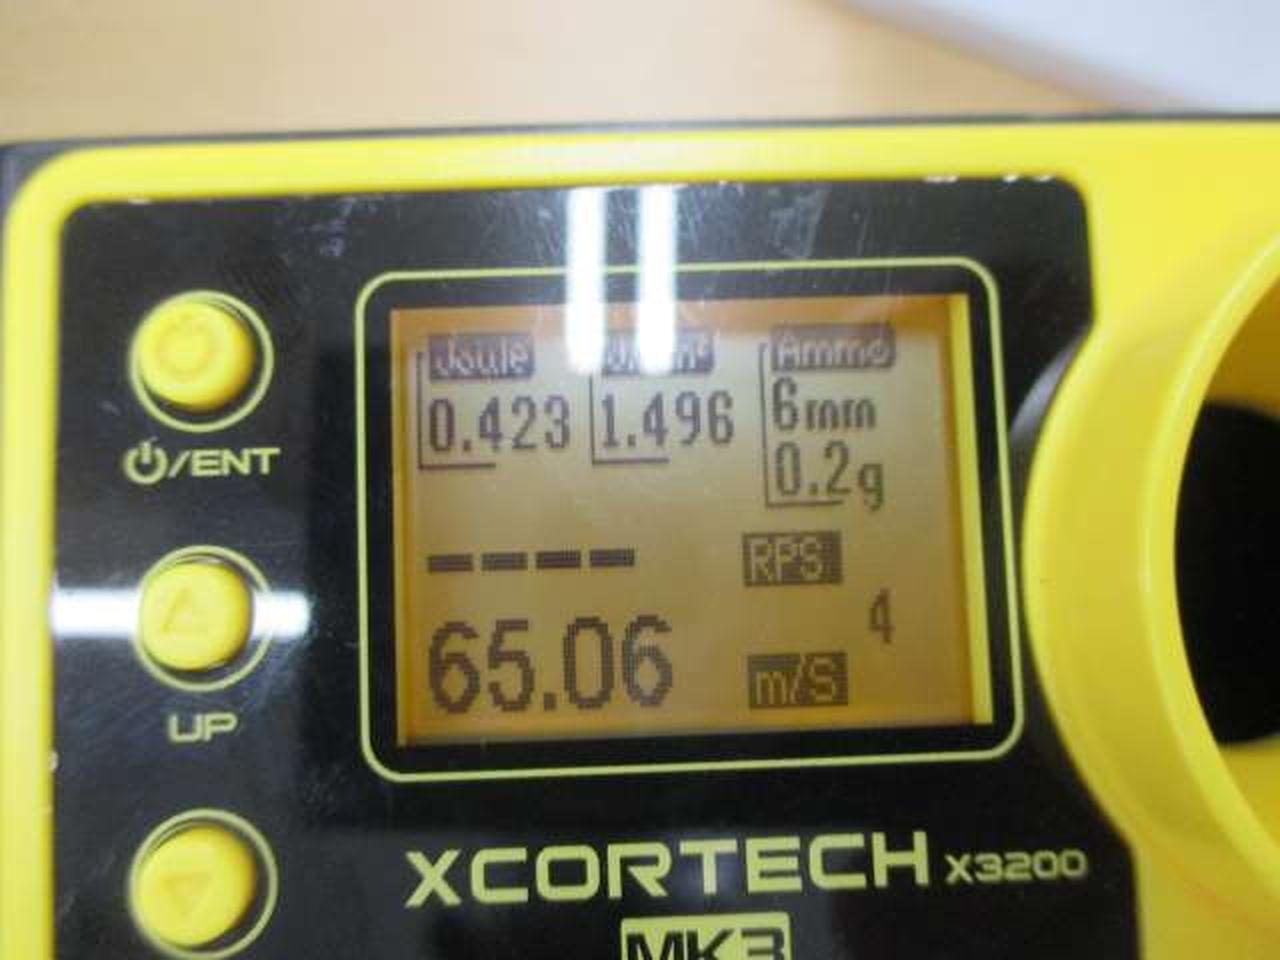 Joule
Ammo
0.423
1.496
6mm
0.2g
----
RPS
4
65.06
m/S
/ENT
UP
XCORTECH X3200
MK3